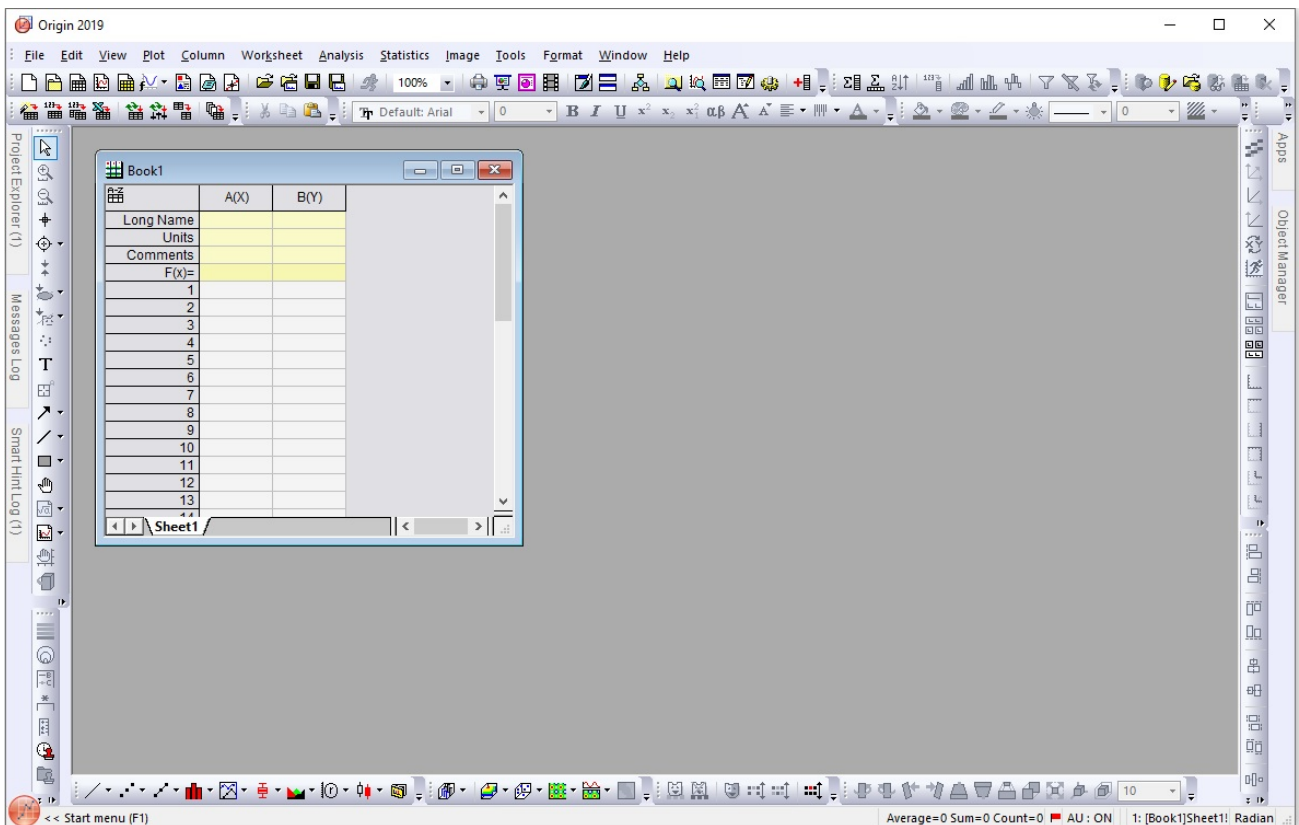 Origin 2019
File Edit View Plot Column Worksheet Analysis Statistics Image Tools Format Window Help
100%
Default: Arial 0 B I U x² x₂ αβ A A A 0
Project Explorer (1)
Messages Log
Smart Hint Log (1)
T
Book1
A(X) B(Y)
Long Name
Units
Comments
F(x)=
1
2
3
4
5
6
7
8
9
10
11
12
13
14
Sheet1
Apps
Object Manager
10
<< Start menu (F1) Average=0 Sum=0 Count=0 AU : ON 1: [Book1]Sheet1! Radian